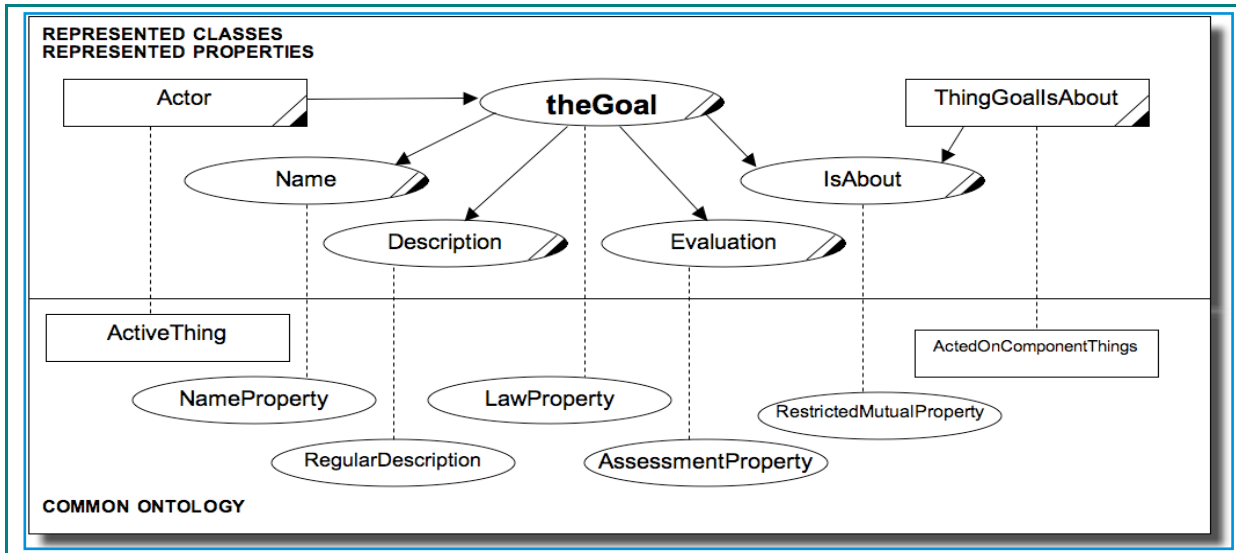 REPRESENTED CLASSES
REPRESENTED PROPERTIES
Actor
theGoal
ThingGoalIsAbout
Name
IsAbout
Description
Evaluation
ActiveThing
ActedOnComponentThings
NameProperty
LawProperty
RestrictedMutualProperty
RegularDescription
AssessmentProperty
COMMON ONTOLOGY